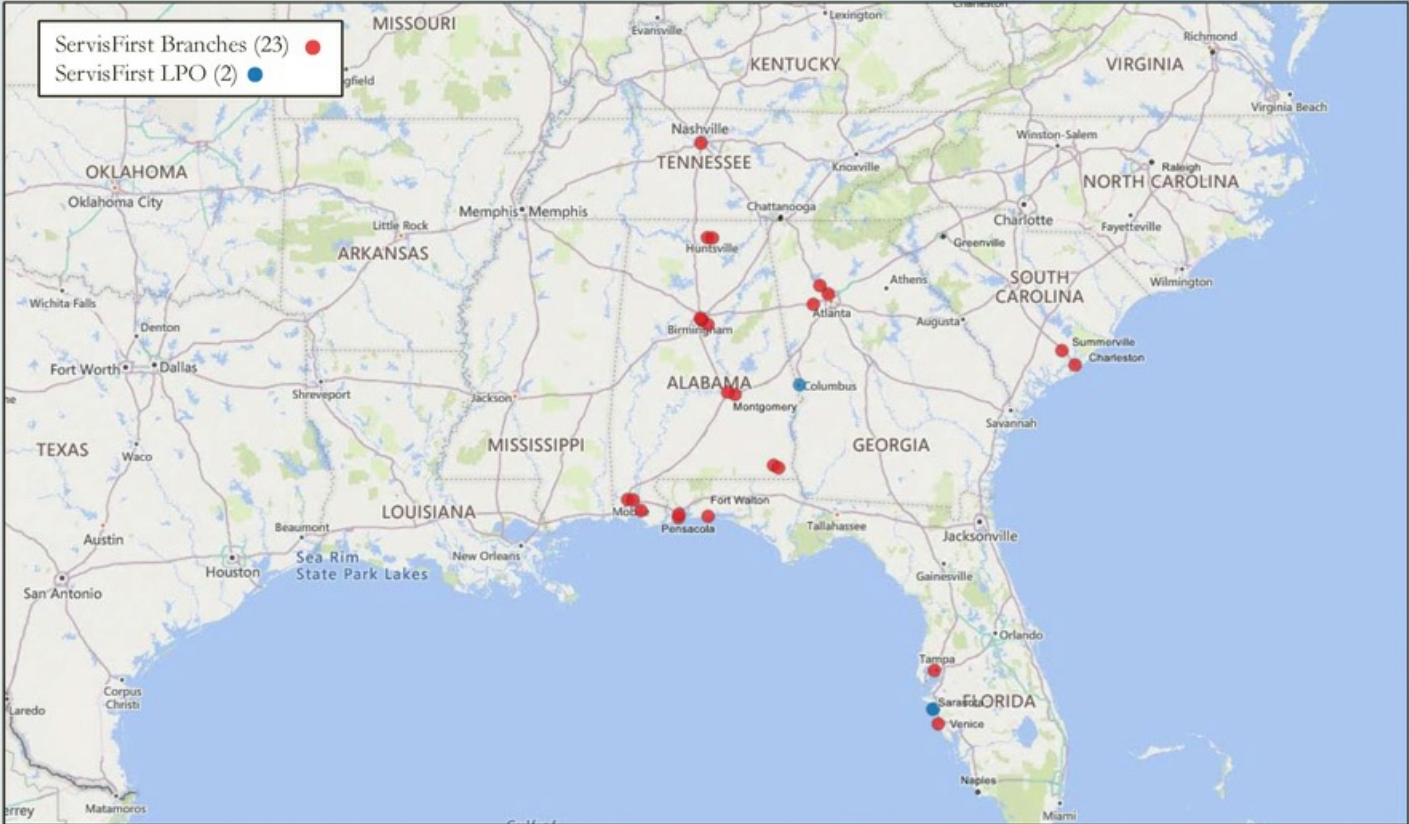 ServisFirst Branches (23)
ServisFirst LPO (2)
MISSOURI
Evansville
Lexington
Richmond
KENTUCKY
VIRGINIA
gfield
Virginia Beach
Nashville
Winston-Salem
TENNESSEE
Knoxville
Raleigh
OKLAHOMA
NORTH CAROLINA
Oklahoma City
Memphis Memphis
Chattanooga
Charlotte
Little Rock
Fayetteville
Huntsville
Greenville
ARKANSAS
SOUTH
CAROLINA
Athens
Wilmington
Wichita Falls
Atlanta
Augusta
Denton
Birmingham
Summerville
Charleston
Fort Worth
Dallas
ALABAMA
Columbus
Shreveport
Jackson
Montgomery
Savannah
TEXAS
MISSISSIPPI
GEORGIA
Waco
Fort Walton
LOUISIANA
Pensacola
Tallahassee
Beaumont
Austin
Jacksonville
New Orleans
Sea Rim
State Park Lakes
Houston
Gainesville
San Antonio
Orlando
Tampa
Corpus
Christi
Sarasota
FLORIDA
Laredo
Venice
Naples
errey
Matamoros
Miami